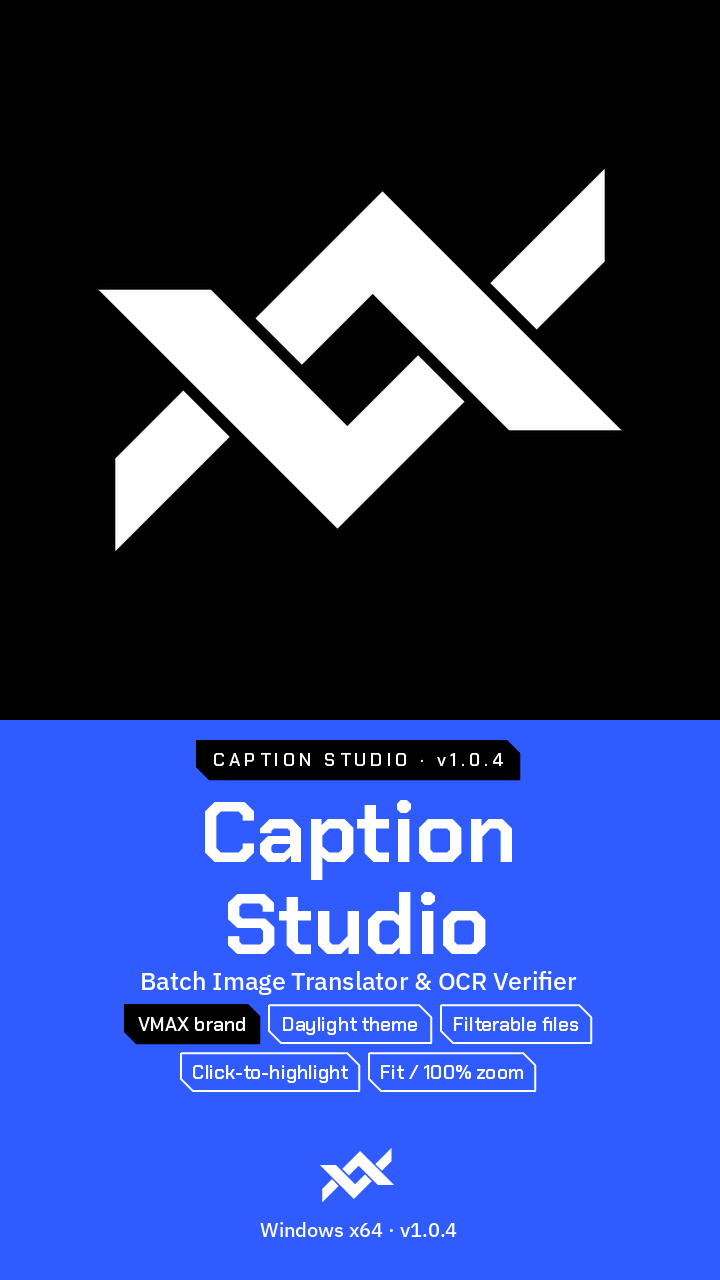 CAPTION STUDIO · v1.0.4
Caption
Studio
Batch Image Translator & OCR Verifier
VMAX brand Daylight theme Filterable files
Click-to-highlight Fit / 100% zoom
Windows x64 · v1.0.4